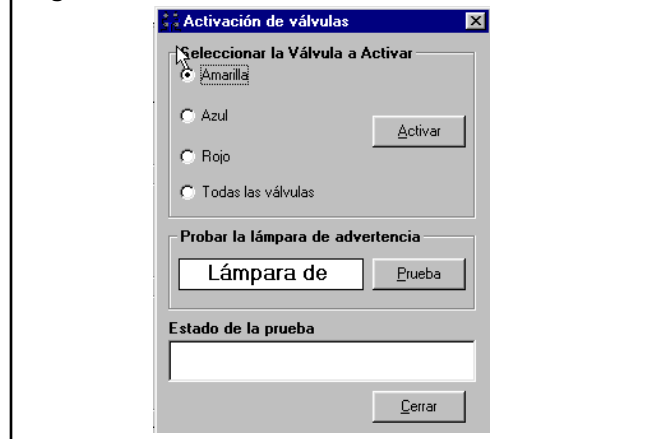 Activación de válvulas
Seleccionar la Válvula a Activar
Amarilla
Azul
Activar
Rojo
Todas las válvulas
Probar la lámpara de advertencia
Lámpara de
Prueba
Estado de la prueba
Cerrar